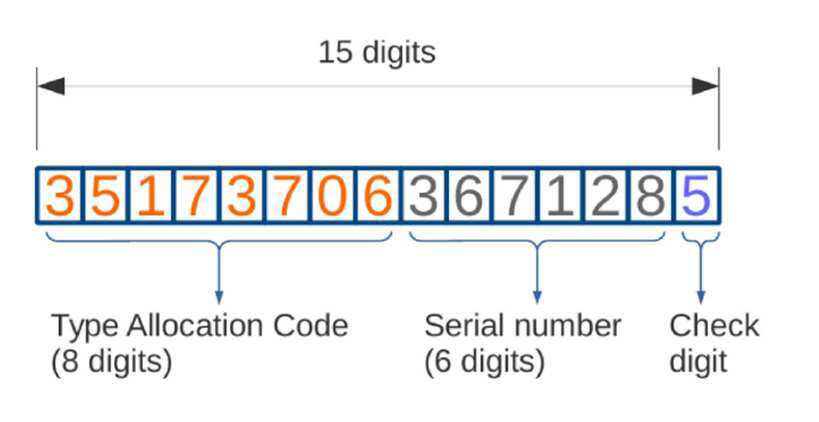 15 digits
351737063671285
Type Allocation Code
(8 digits)
Serial number
(6 digits)
Check
digit